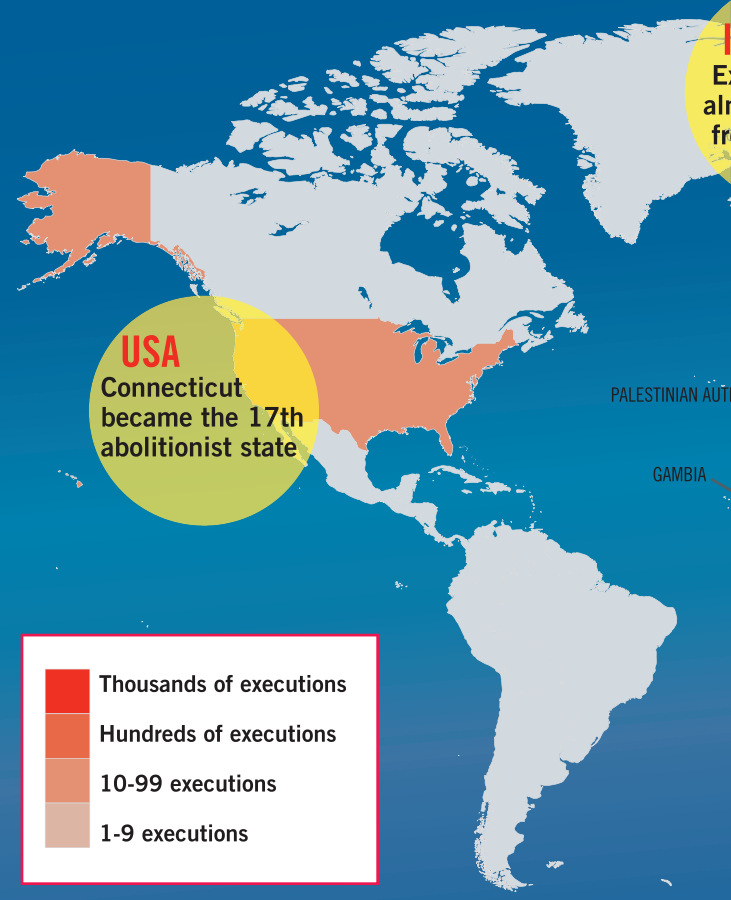 USA
Connecticut
became the 17th
abolitionist state
PALESTINIAN
GAMBIA
Thousands of executions
Hundreds of executions
10-99 executions
1-9 executions